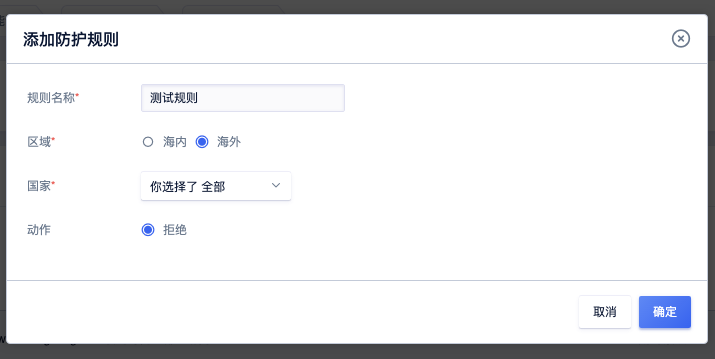 添加防护规则
规则名称* 测试规则
区域* 海内 海外
国家* 你选择了 全部
动作 拒绝
取消 确定